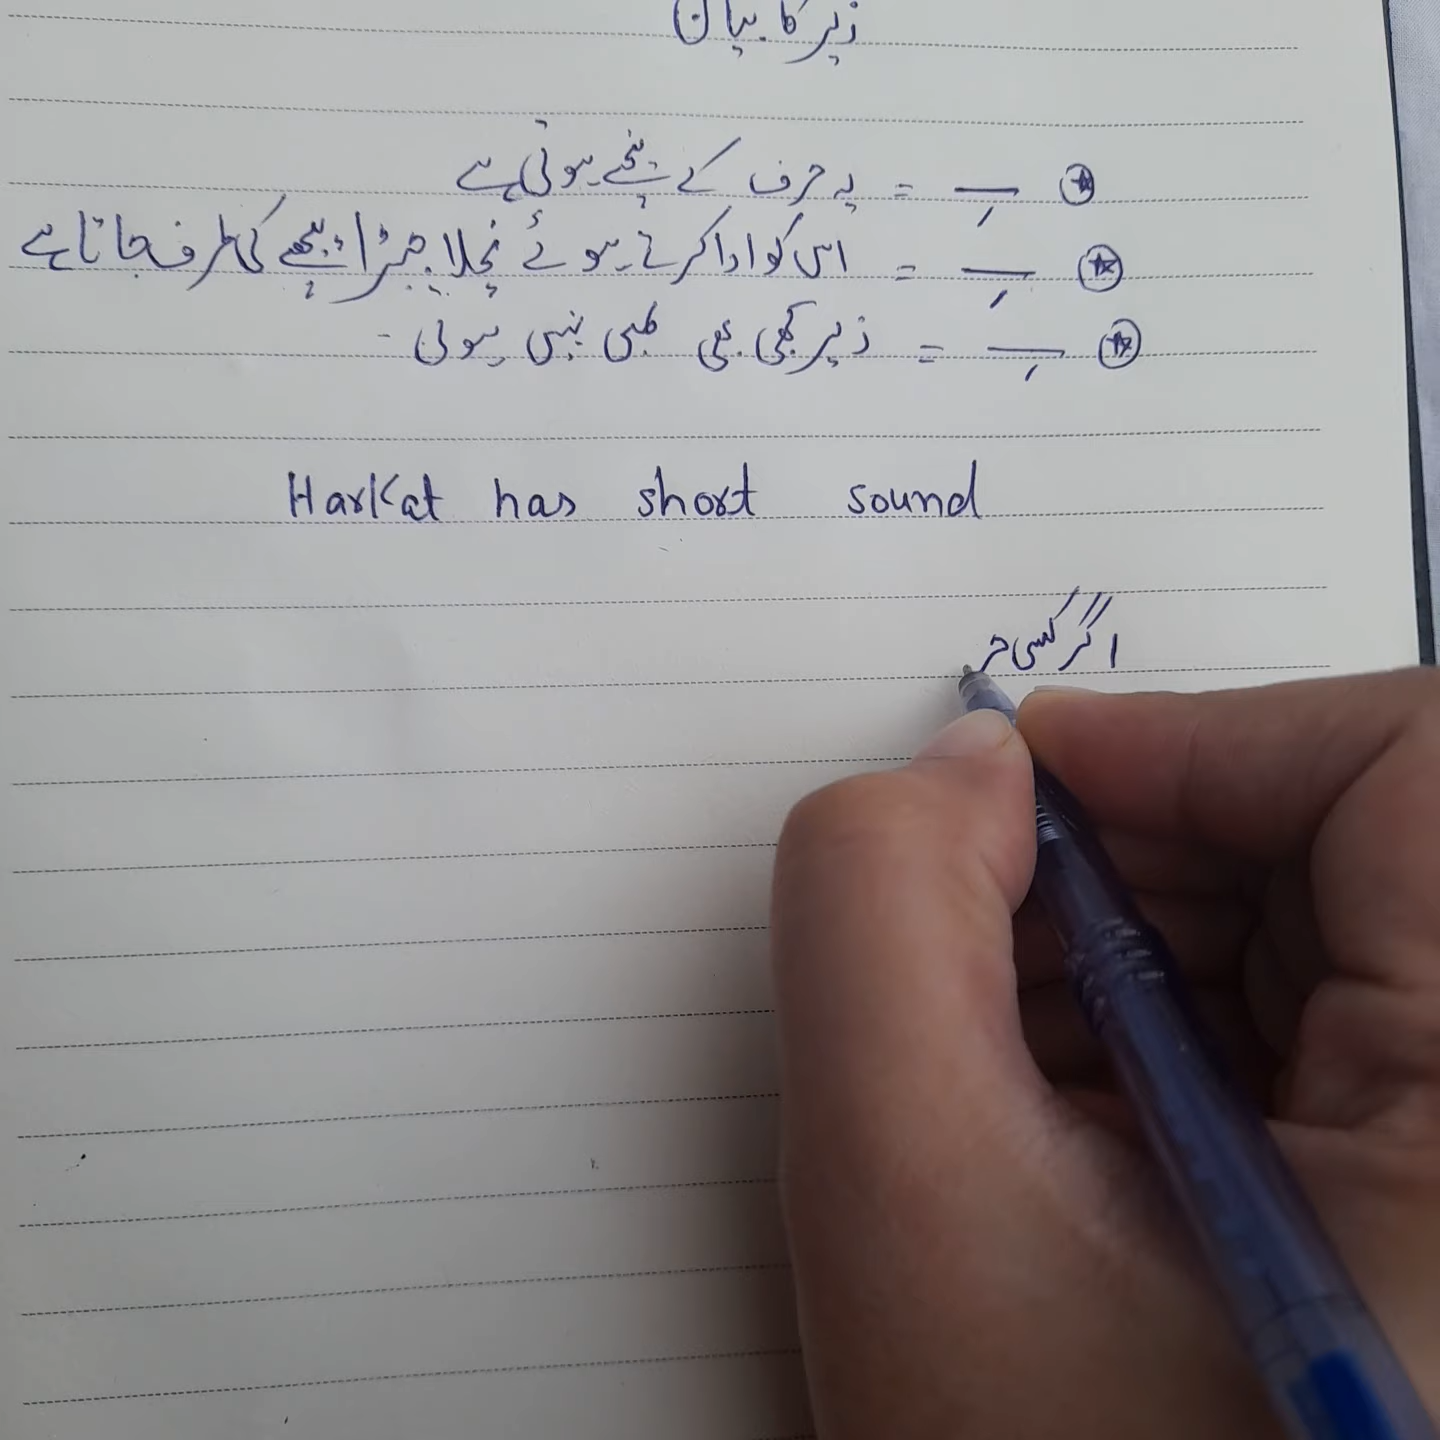 زیر کا بیان
ـِ = یہ حرف کے نیچے ہوتی ہے
ـِ = اس کو ادا کرتے ہوئے نچلا جبڑا نیچے کی طرف جاتا ہے
ـِ = زیر کبھی بھی لمبی نہیں ہوتی -
Harkat has short sound
اگر کسی حر